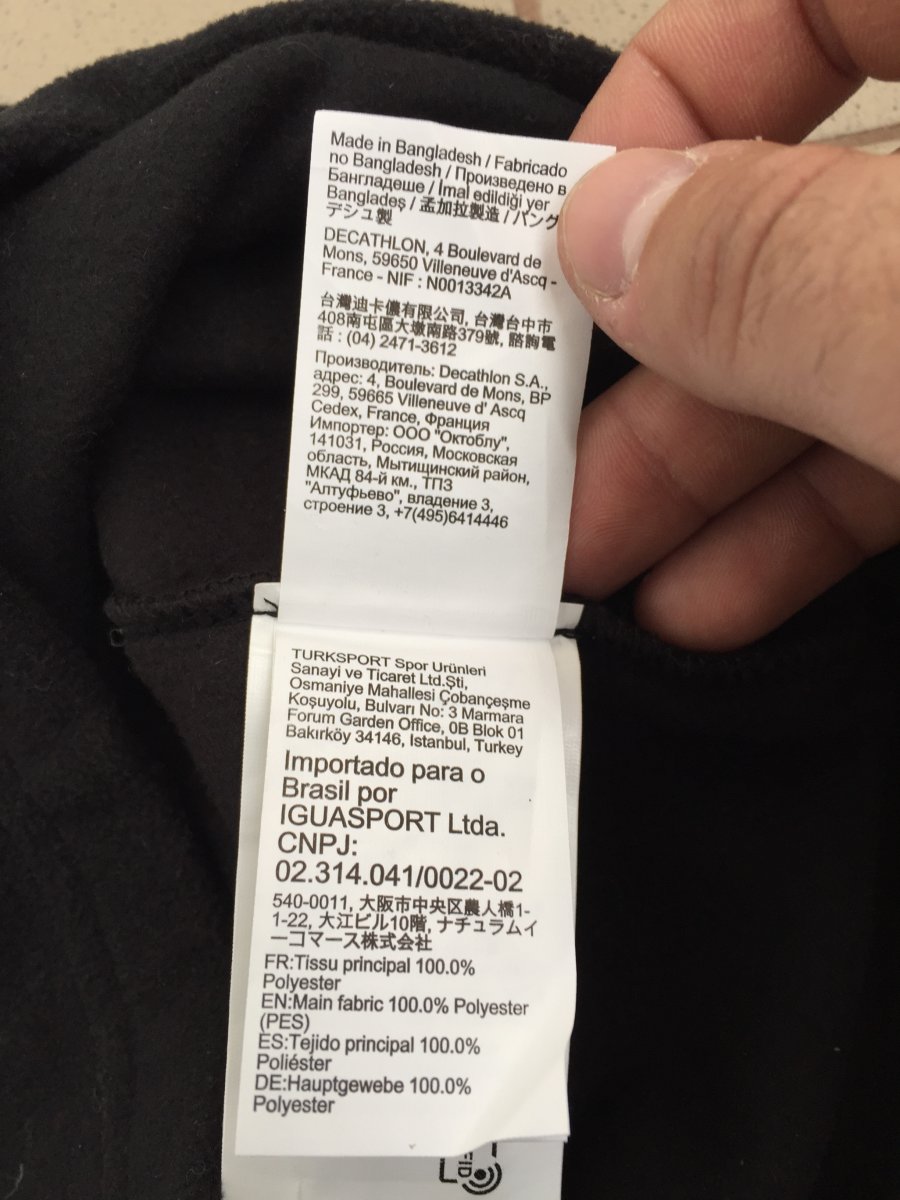 Made in Bangladesh / Fabricado
no Bangladesh / Произведено в
Бангладеше / İmal edildiği yer
Bangladeş / 孟加拉製造 / バング
デシュ製
DECATHLON, 4 Boulevard de
Mons, 59650 Villeneuve d'Ascq -
France - NIF : N0013342A
台灣迪卡儂有限公司, 台灣台中市
408南屯區大墩南路379號, 諮詢電
話 : (04) 2471-3612
Производитель: Decathlon S.A.,
адрес: 4, Boulevard de Mons, BP
299, 59665 Villeneuve d' Ascq
Cedex, France, Франция
Импортер: ООО "Октоблу",
141031, Россия, Московская
область, Мытищинский район,
МКАД 84-й км., ТПЗ
"Алтуфьево", владение 3,
строение 3, +7(495)6414446
TURKSPORT Spor Urünleri
Sanayi ve Ticaret Ltd.Şti,
Osmaniye Mahallesi Çobançeşme
Koşuyolu, Bulvarı No: 3 Marmara
Forum Garden Office, 0B Blok 01
Bakırköy 34146, Istanbul, Turkey
Importado para o
Brasil por
IGUASPORT Ltda.
CNPJ:
02.314.041/0022-02
540-0011, 大阪市中央区農人橋1-
1-22, 大江ビル10階, ナチュラムイ
ーコマース株式会社
FR:Tissu principal 100.0%
Polyester
EN:Main fabric 100.0% Polyester
(PES)
ES:Tejido principal 100.0%
Poliéster
DE:Hauptgewebe 100.0%
Polyester